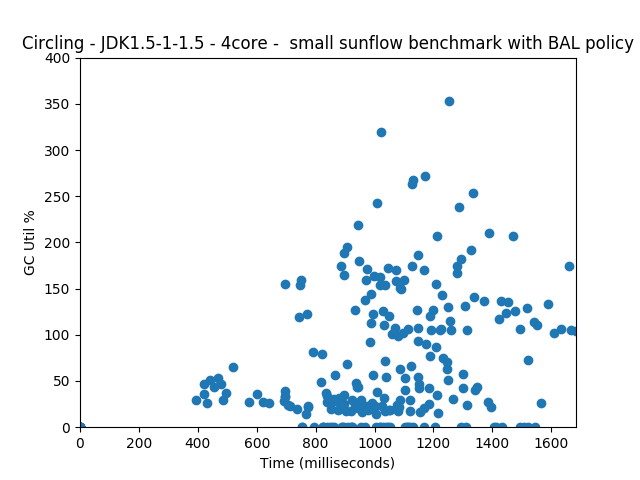 Circling - JDK1.5-1-1.5 - 4core -  small sunflow benchmark with BAL policy
400
350
300
250
200
150
100
50
0
GC Util %
0 200 400 600 800 1000 1200 1400 1600
Time (milliseconds)